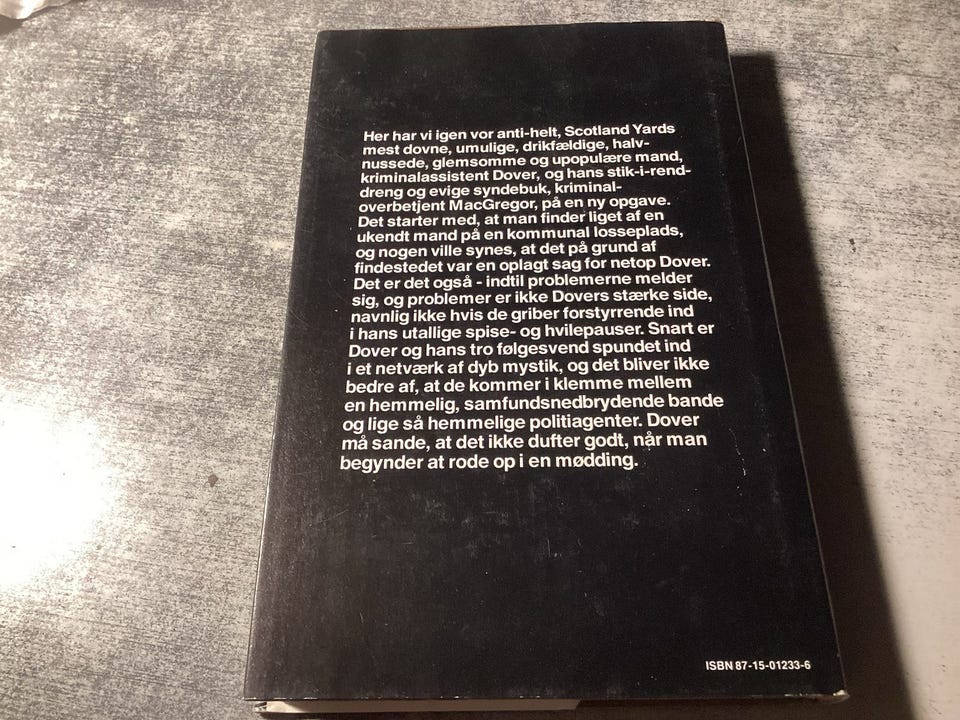 Her har vi igen vor anti-helt, Scotland Yards
mest dovne, umulige, drikfældige, halv-
nussede, glemsomme og upopulære mand,
kriminalassistent Dover, og hans stik-i-rend-
dreng og evige syndebuk, kriminal-
overbetjent MacGregor, på en ny opgave.
Det starter med, at man finder liget af en
ukendt mand på en kommunal losseplads,
og nogen ville synes, at det på grund af
findestedet var en oplagt sag for netop Dover.
Det er det også - indtil problemerne melder
sig, og problemer er ikke Dovers stærke side,
navnlig ikke hvis de griber forstyrrende ind
i hans utallige spise- og hvilepauser. Snart er
Dover og hans tro følgesvend spundet ind
i et netværk af dyb mystik, og det bliver ikke
bedre af, at de kommer i klemme mellem
en hemmelig, samfundsnedbrydende bande
og lige så hemmelige politiagenter. Dover
må sande, at det ikke dufter godt, når man
begynder at rode op i en mødding.
ISBN 87-15-01233-6